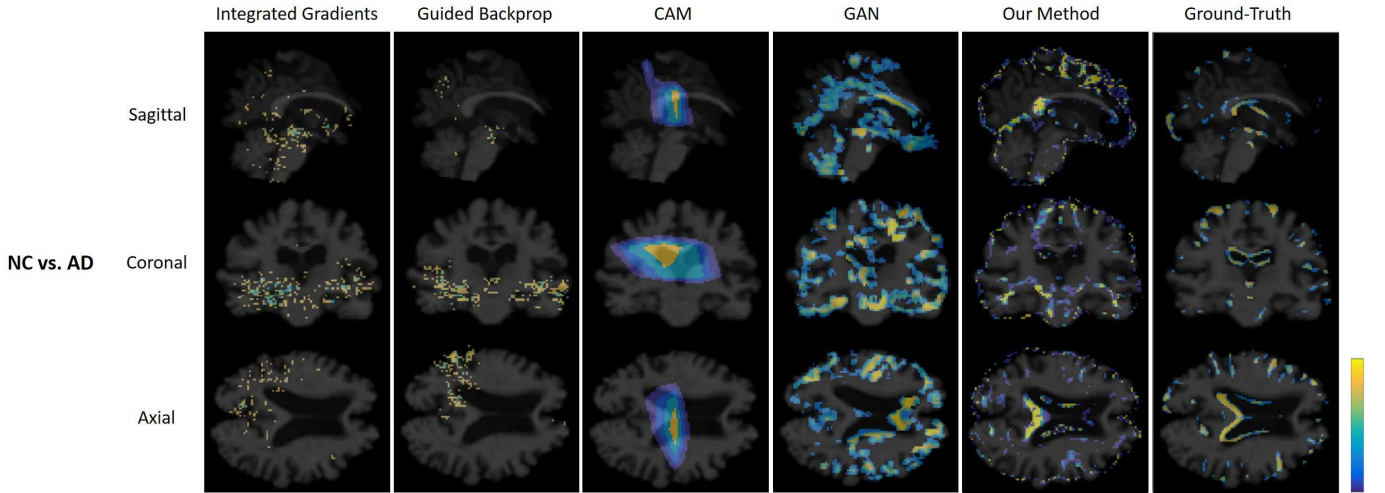 Integrated Gradients Guided Backprop CAM GAN Our Method Ground-Truth
Sagittal
NC vs. AD Coronal
Axial